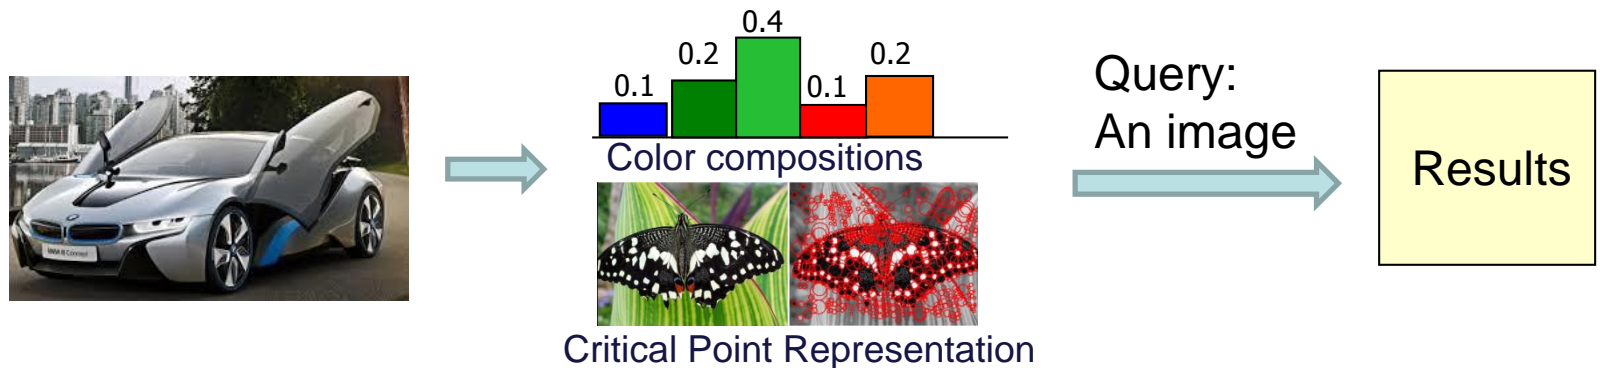 0.1
0.2
0.4
0.1
0.2
Color compositions
Critical Point Representation
Query:
An image
Results